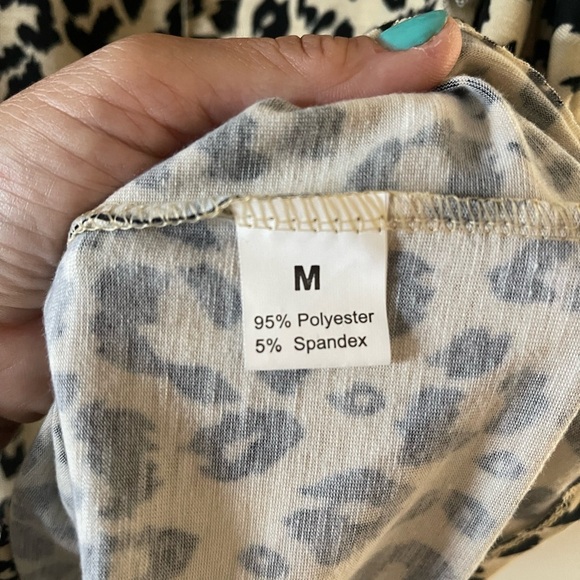 M
95% Polyester
5% Spandex